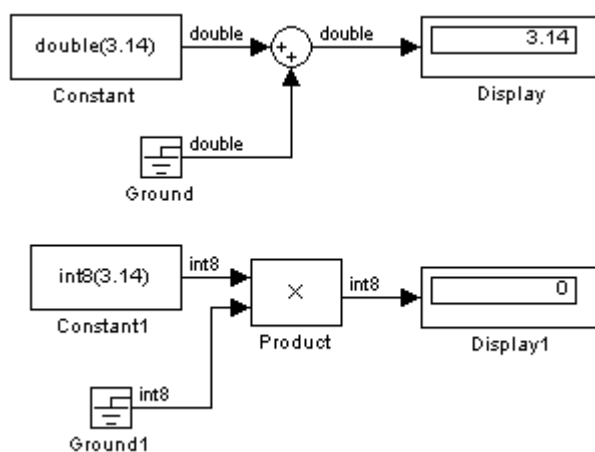 double(3.14)
double
double
3.14
Constant
Display
double
Ground
int8(3.14)
int8
int8
0
Constant1
Product
Display1
int8
Ground1